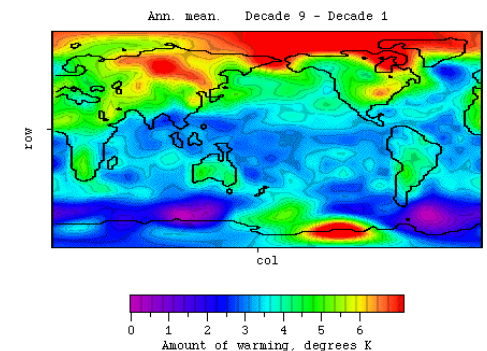 Ann. mean. Decade 9 - Decade 1
row
col
0 1 2 3 4 5 6
Amount of warming, degrees K